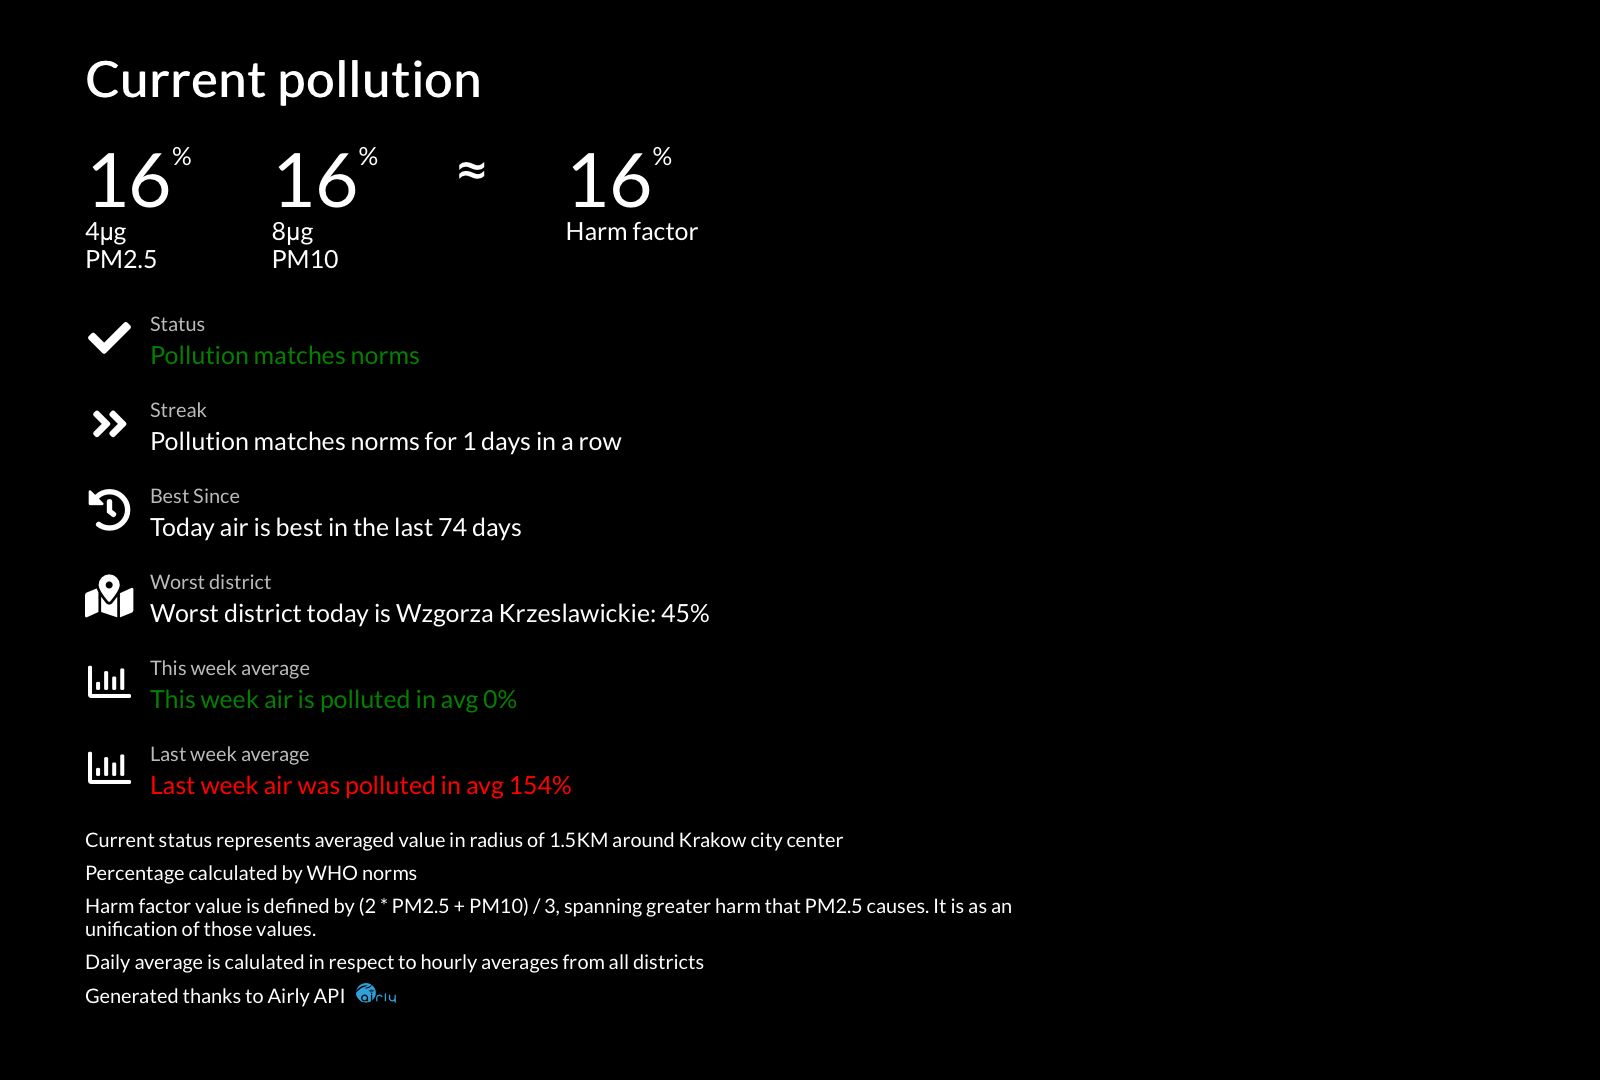 Current pollution
16% 16% ≈ 16%
4µg 8µg Harm factor
PM2.5 PM10
Status
Pollution matches norms
Streak
Pollution matches norms for 1 days in a row
Best Since
Today air is best in the last 74 days
Worst district
Worst district today is Wzgorza Krzeslawickie: 45%
This week average
This week air is polluted in avg 0%
Last week average
Last week air was polluted in avg 154%
Current status represents averaged value in radius of 1.5KM around Krakow city center
Percentage calculated by WHO norms
Harm factor value is defined by (2 * PM2.5 + PM10) / 3, spanning greater harm that PM2.5 causes. It is as an
unification of those values.
Daily average is calulated in respect to hourly averages from all districts
Generated thanks to Airly API airly